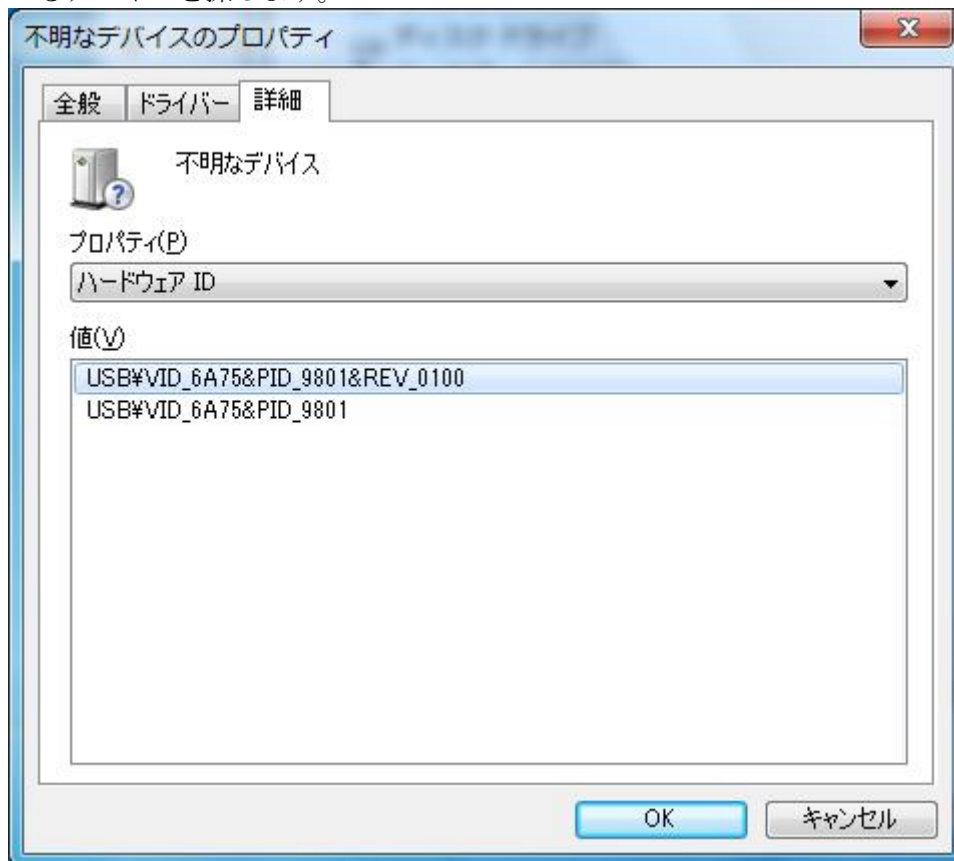 不明なデバイスのプロパティ
全般 ドライバー 詳細
不明なデバイス
プロパティ(P)
ハードウェア ID
値(V)
USB¥VID_6A75&PID_9801&REV_0100
USB¥VID_6A75&PID_9801
OK キャンセル